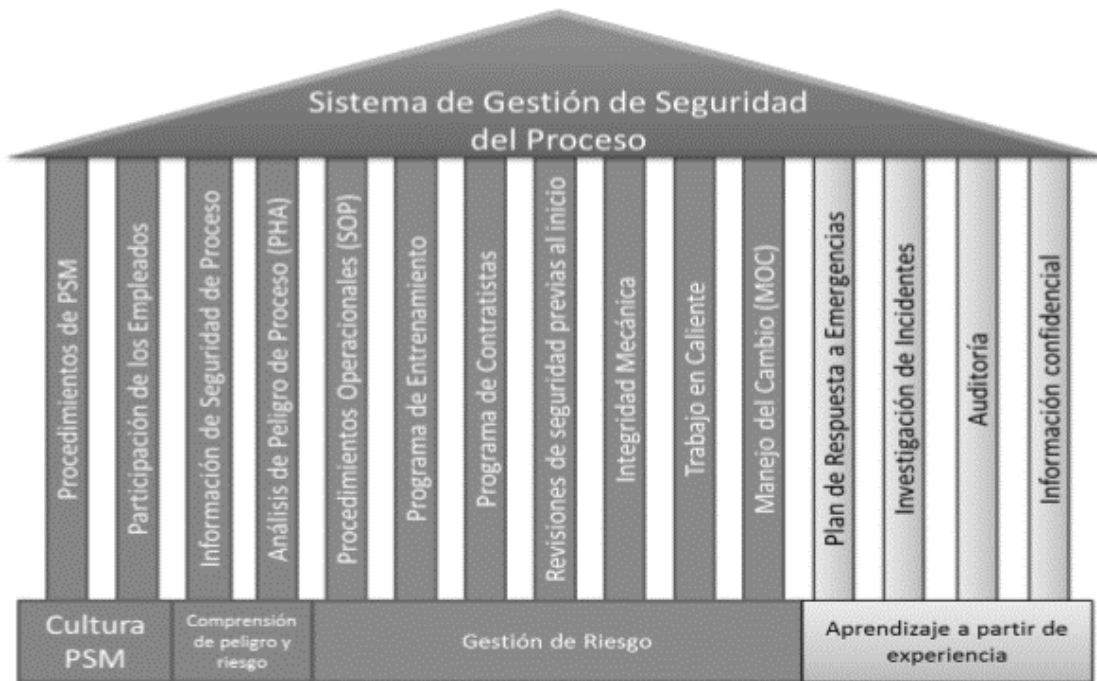 Sistema de Gestión de Seguridad
del Proceso
Procedimientos de PSM
Participación de los Empleados
Información de Seguridad de Proceso
Análisis de Peligro de Proceso (PHA)
Procedimientos Operacionales (SOP)
Programa de Entrenamiento
Programa de Contratistas
Revisiones de seguridad previas al inicio
Integridad Mecánica
Trabajo en Caliente
Manejo del Cambio (MOC)
Plan de Respuesta a Emergencias
Investigación de Incidentes
Auditoría
Información confidencial
Cultura
PSM
Comprensión
de peligro y
riesgo
Gestión de Riesgo
Aprendizaje a partir de
experiencia